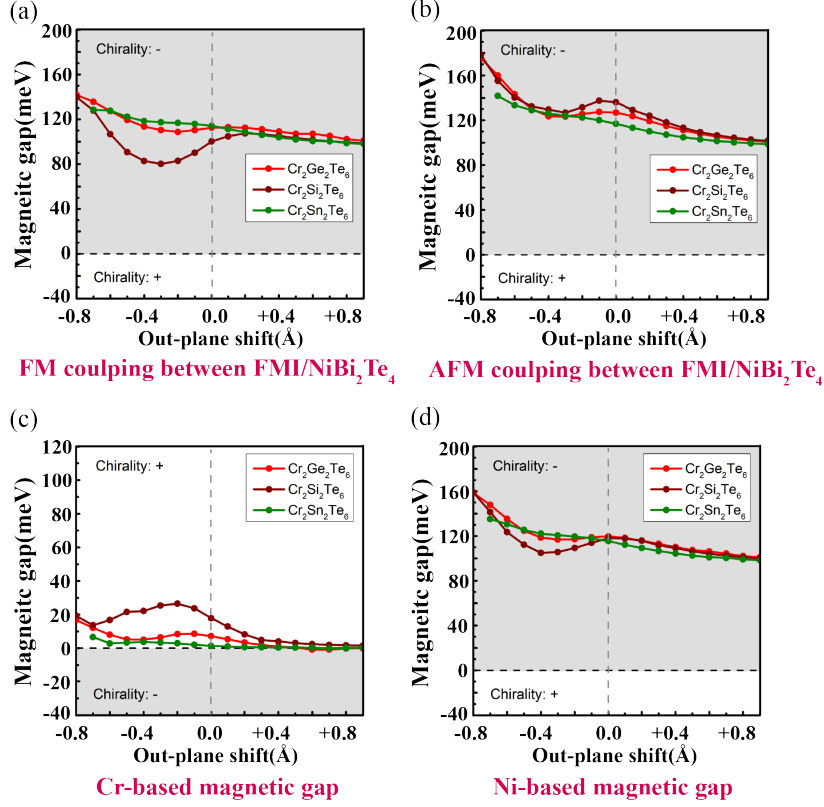 (a)
200
160
120
80
40
0
-40
Magneitc gap(meV)
Chirality: -
Cr₂Ge₂Te₆
Cr₂Si₂Te₆
Cr₂Sn₂Te₆
Chirality: +
-0.8 -0.4 0.0 +0.4 +0.8
Out-plane shift(Å)
FM coulping between FMI/NiBi₂Te₄
(b)
200
160
120
80
40
0
-40
Magneitc gap(meV)
Chirality: -
Cr₂Ge₂Te₆
Cr₂Si₂Te₆
Cr₂Sn₂Te₆
Chirality: +
-0.8 -0.4 0.0 +0.4 +0.8
Out-plane shift(Å)
AFM coulping between FMI/NiBi₂Te₄
(c)
120
100
80
60
40
20
0
20
40
Magneitc gap(meV)
Chirality: +
Cr₂Ge₂Te₆
Cr₂Si₂Te₆
Cr₂Sn₂Te₆
Chirality: -
-0.8 -0.4 0.0 +0.4 +0.8
Out-plane shift(Å)
Cr-based magnetic gap
(d)
200
160
120
80
40
0
-40
Magneitc gap(meV)
Chirality: -
Cr₂Ge₂Te₆
Cr₂Si₂Te₆
Cr₂Sn₂Te₆
Chirality: +
-0.8 -0.4 0.0 +0.4 +0.8
Out-plane shift(Å)
Ni-based magnetic gap